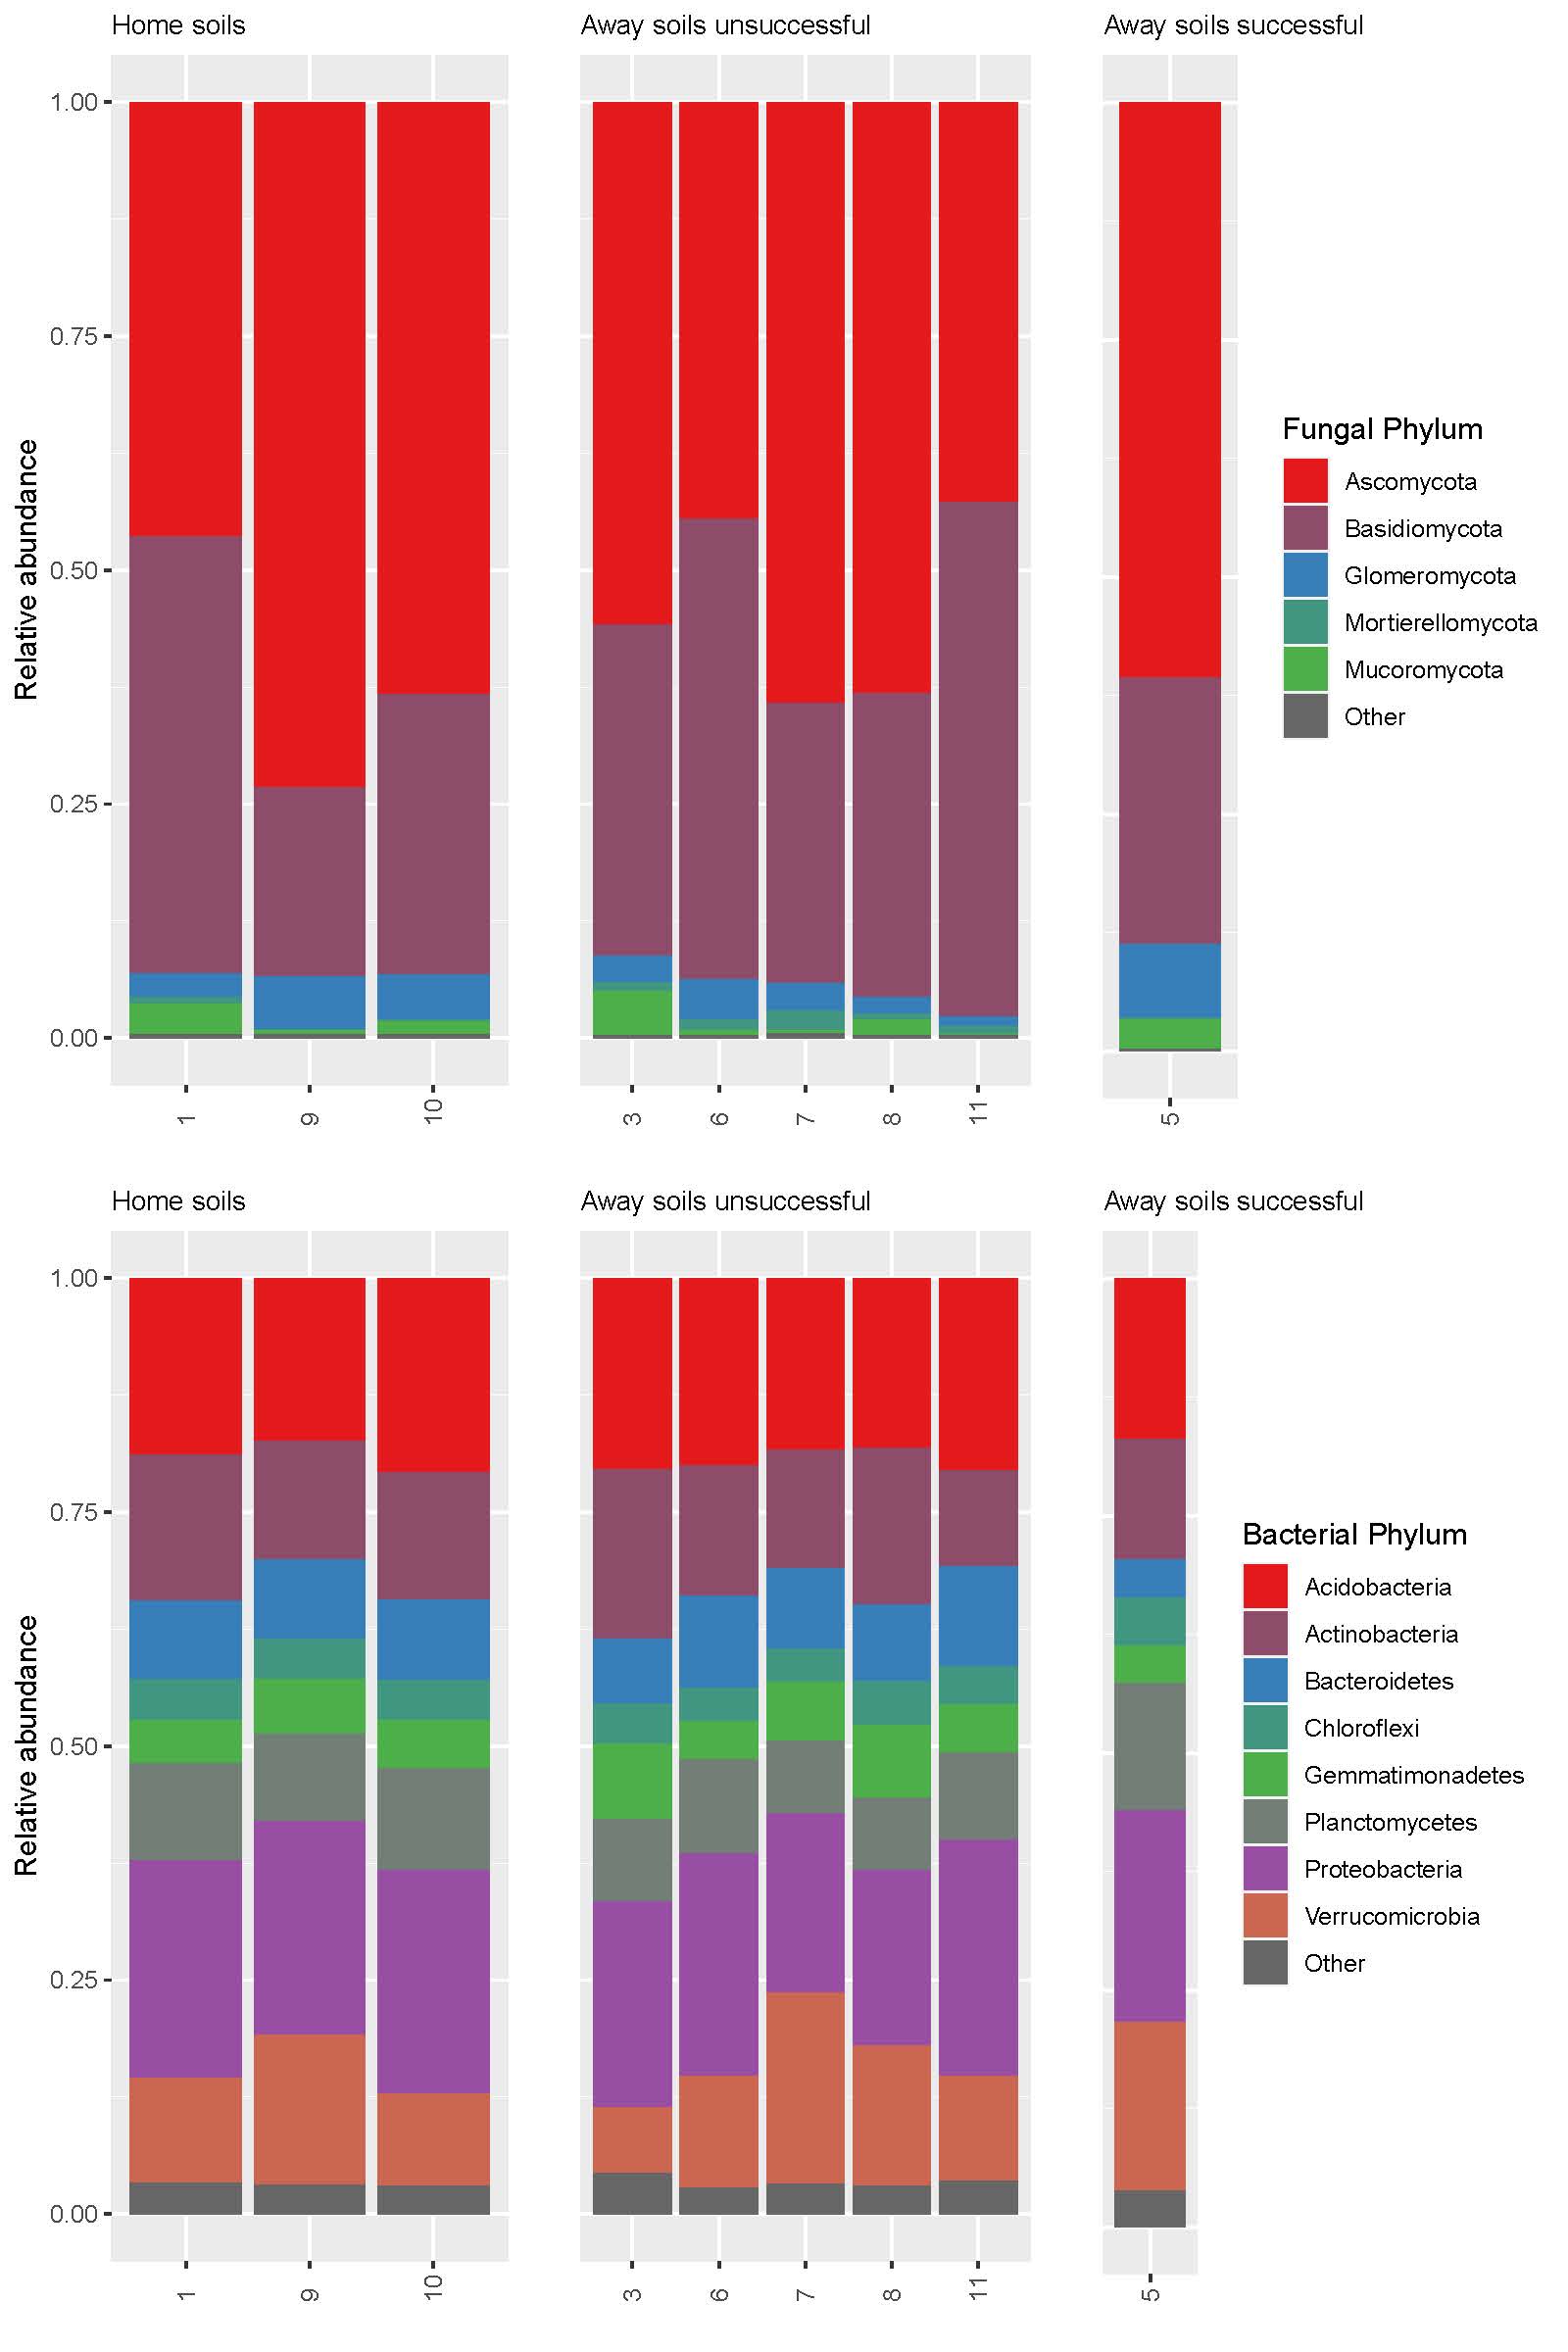 Home soils
Away soils unsuccessful
Away soils successful
Relative abundance
1.00
0.75
0.50
0.25
0.00
1
9
10
3
6
7
8
11
5
Fungal Phylum
Ascomycota
Basidiomycota
Glomeromycota
Mortierellomycota
Mucoromycota
Other
Home soils
Away soils unsuccessful
Away soils successful
Relative abundance
1.00
0.75
0.50
0.25
0.00
1
9
10
3
6
7
8
11
5
Bacterial Phylum
Acidobacteria
Actinobacteria
Bacteroidetes
Chloroflexi
Gemmatimonadetes
Planctomycetes
Proteobacteria
Verrucomicrobia
Other